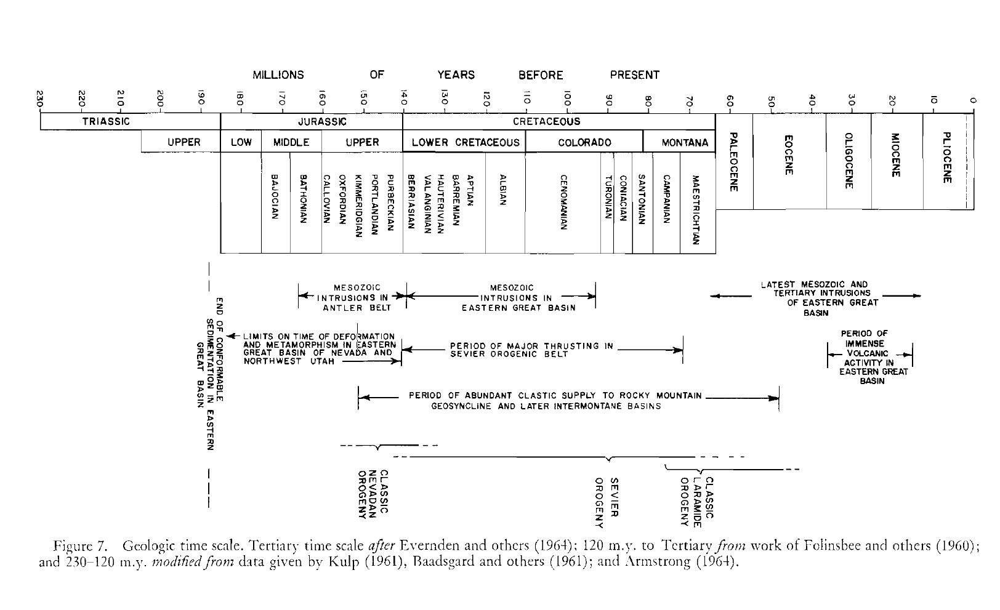 MILLIONS OF YEARS BEFORE PRESENT
230 220 210 200 190 180 170 160 150 140 130 120 110 100 90 80 70 60 50 40 30 20 10 0
TRIASSIC JURASSIC CRETACEOUS
UPPER LOW MIDDLE UPPER LOWER CRETACEOUS COLORADO MONTANA
PALEOCENE EOCENE OLIGOCENE MIOCENE PLIOCENE
BAJOCIAN BATHONIAN CALLOVIAN OXFORDIAN KIMMERIDGIAN PORTLANDIAN PURBECKIAN BERRIASIAN VALANGINIAN HAUTERIVIAN BARREMIAN APTIAN ALBIAN CENOMANIAN TURONIAN CONIACIAN SANTONIAN CAMPANIAN MAESTRICHTIAN
END OF CONFORMABLE
SEDIMENTATION IN EASTERN
GREAT BASIN
MESOZOIC
INTRUSIONS IN
ANTLER BELT
MESOZOIC
INTRUSIONS IN
EASTERN GREAT BASIN
LATEST MESOZOIC AND
TERTIARY INTRUSIONS
OF EASTERN GREAT
BASIN
LIMITS ON TIME OF DEFORMATION
AND METAMORPHISM IN EASTERN
GREAT BASIN OF NEVADA AND
NORTHWEST UTAH
PERIOD OF MAJOR THRUSTING IN
SEVIER OROGENIC BELT
PERIOD OF
IMMENSE
VOLCANIC
ACTIVITY IN
EASTERN GREAT
BASIN
PERIOD OF ABUNDANT CLASTIC SUPPLY TO ROCKY MOUNTAIN
GEOSYNCLINE AND LATER INTERMONTANE BASINS
CLASSIC
NEVADAN
OROGENY
SEVIER
OROGENY
CLASSIC
LARAMIDE
OROGENY
Figure 7. Geologic time scale. Tertiary time scale after Evernden and others (1964); 120 m.y. to Tertiary from work of Folinsbee and others (1960);
and 230–120 m.y. modified from data given by Kulp (1961), Baadsgard and others (1961); and Armstrong (1964).